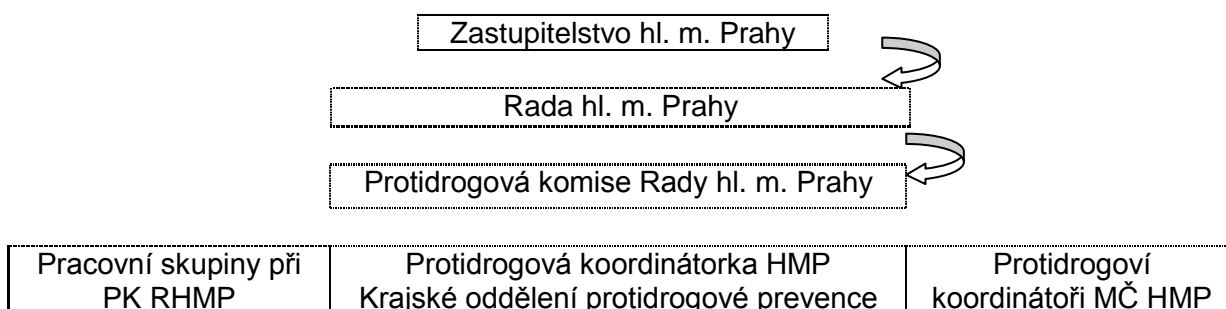 Zastupitelstvo hl. m. Prahy
Rada hl. m. Prahy
Protidrogová komise Rady hl. m. Prahy
Pracovní skupiny při
PK RHMP
Protidrogová koordinátorka HMP
Krajské oddělení protidrogové prevence
Protidrogoví
koordinátoři MČ HMP